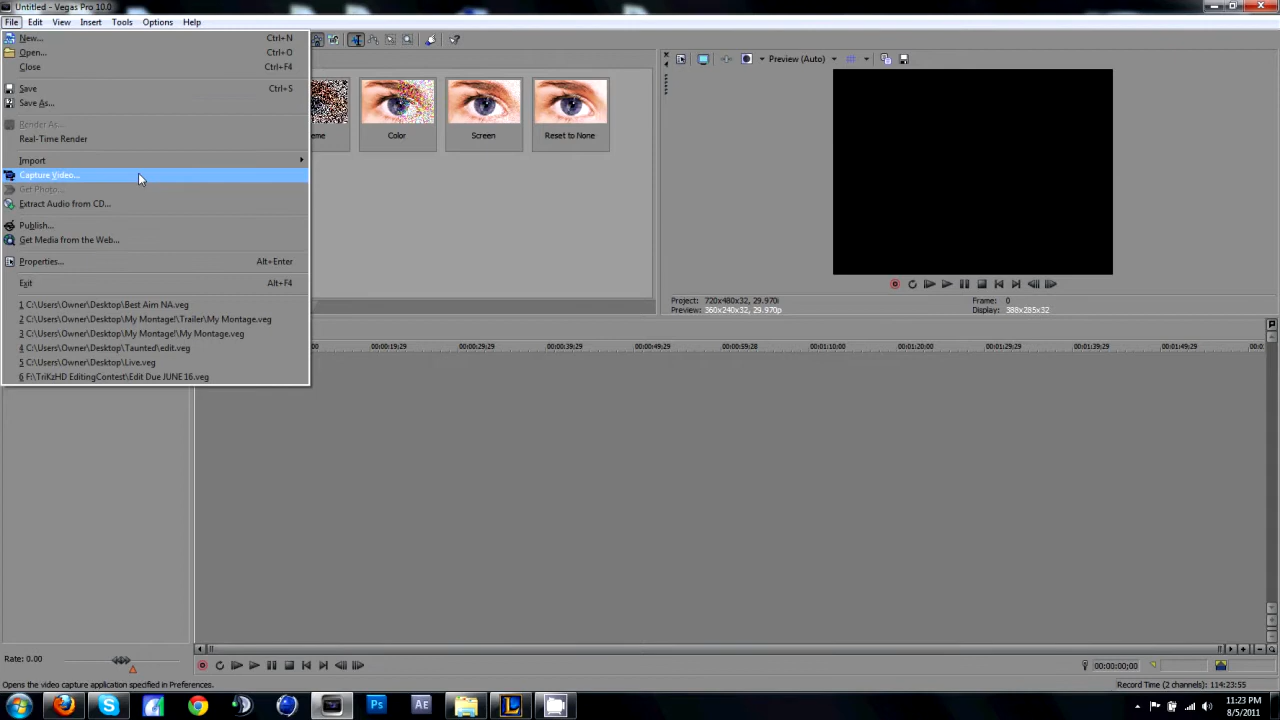 Untitled - Vegas Pro 10.0
File Edit View Insert Tools Options Help
New... Ctrl+N
Open... Ctrl+O
Close Ctrl+F4
Save Ctrl+S
Save As...
Render As...
Real-Time Render
Import
Capture Video...
Get Photo...
Extract Audio from CD...
Publish...
Get Media from the Web...
Properties... Alt+Enter
Exit Alt+F4
1 C:\Users\Owner\Desktop\Best Aim NA.veg
2 C:\Users\Owner\Desktop\My Montage!\Trailer\My Montage.veg
3 C:\Users\Owner\Desktop\My Montage!\My Montage.veg
4 C:\Users\Owner\Desktop\Taunted\edit.veg
5 C:\Users\Owner\Desktop\Live.veg
6 F:\TriKzHD EditingContest\Edit Due JUNE 16.veg
eme Color Screen Reset to None
Preview (Auto)
Project: 720x480x32, 29.970i
Preview: 360x240x32, 29.970p
Frame: 0
Display: 388x285x32
:00 00:00:19;29 00:00:29;29 00:00:39;29 00:00:49;29 00:00:59;28 00:01:10;00 00:01:20;00 00:01:29;29 00:01:39;29 00:01:49;29 00:0
Rate: 0.00
00:00:00;00
Opens the video capture application specified in Preferences.
Record Time (2 channels): 114:23:55
Ps AE
11:23 PM
8/5/2011